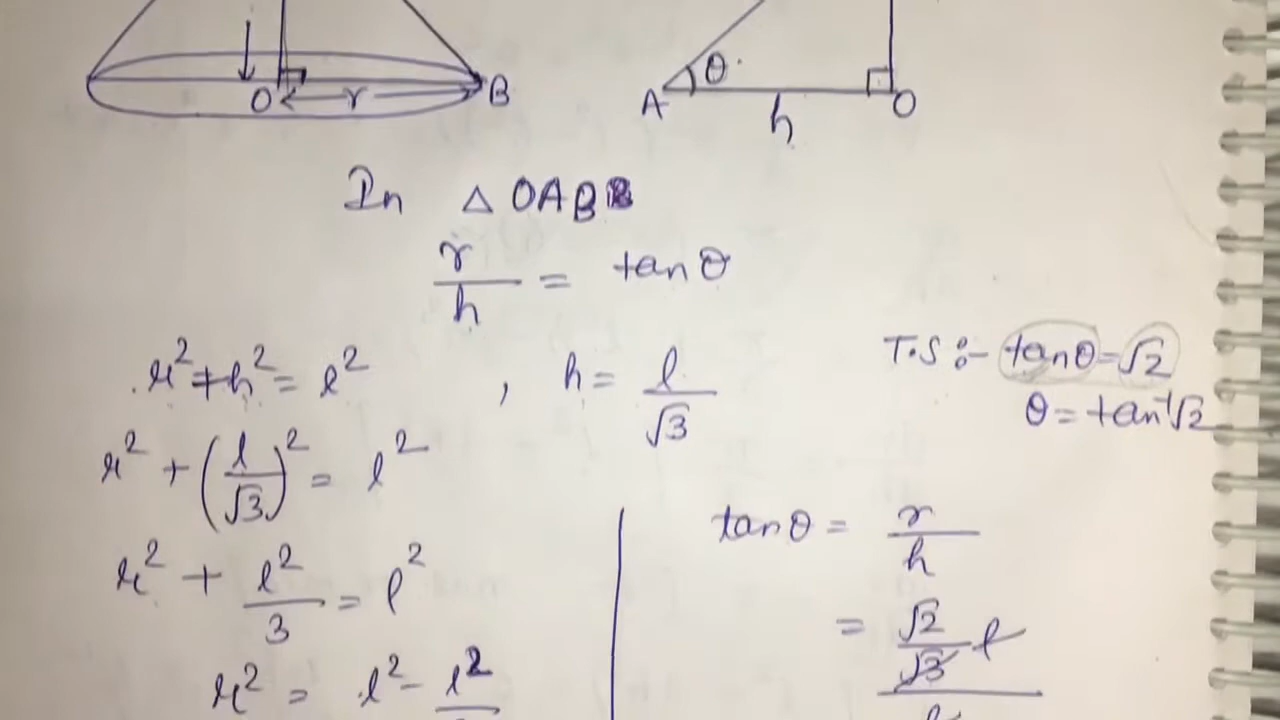 O r B
A θ h O
In △ OAB
r/h = tanθ
r² + h² = l² , h = l/√3
T.S :- tanθ = √2
θ = tan⁻¹√2
r² + (l/√3)² = l²
r² + l²/3 = l²
r² = l² - l²
tanθ = r/h
= √2/√3 l